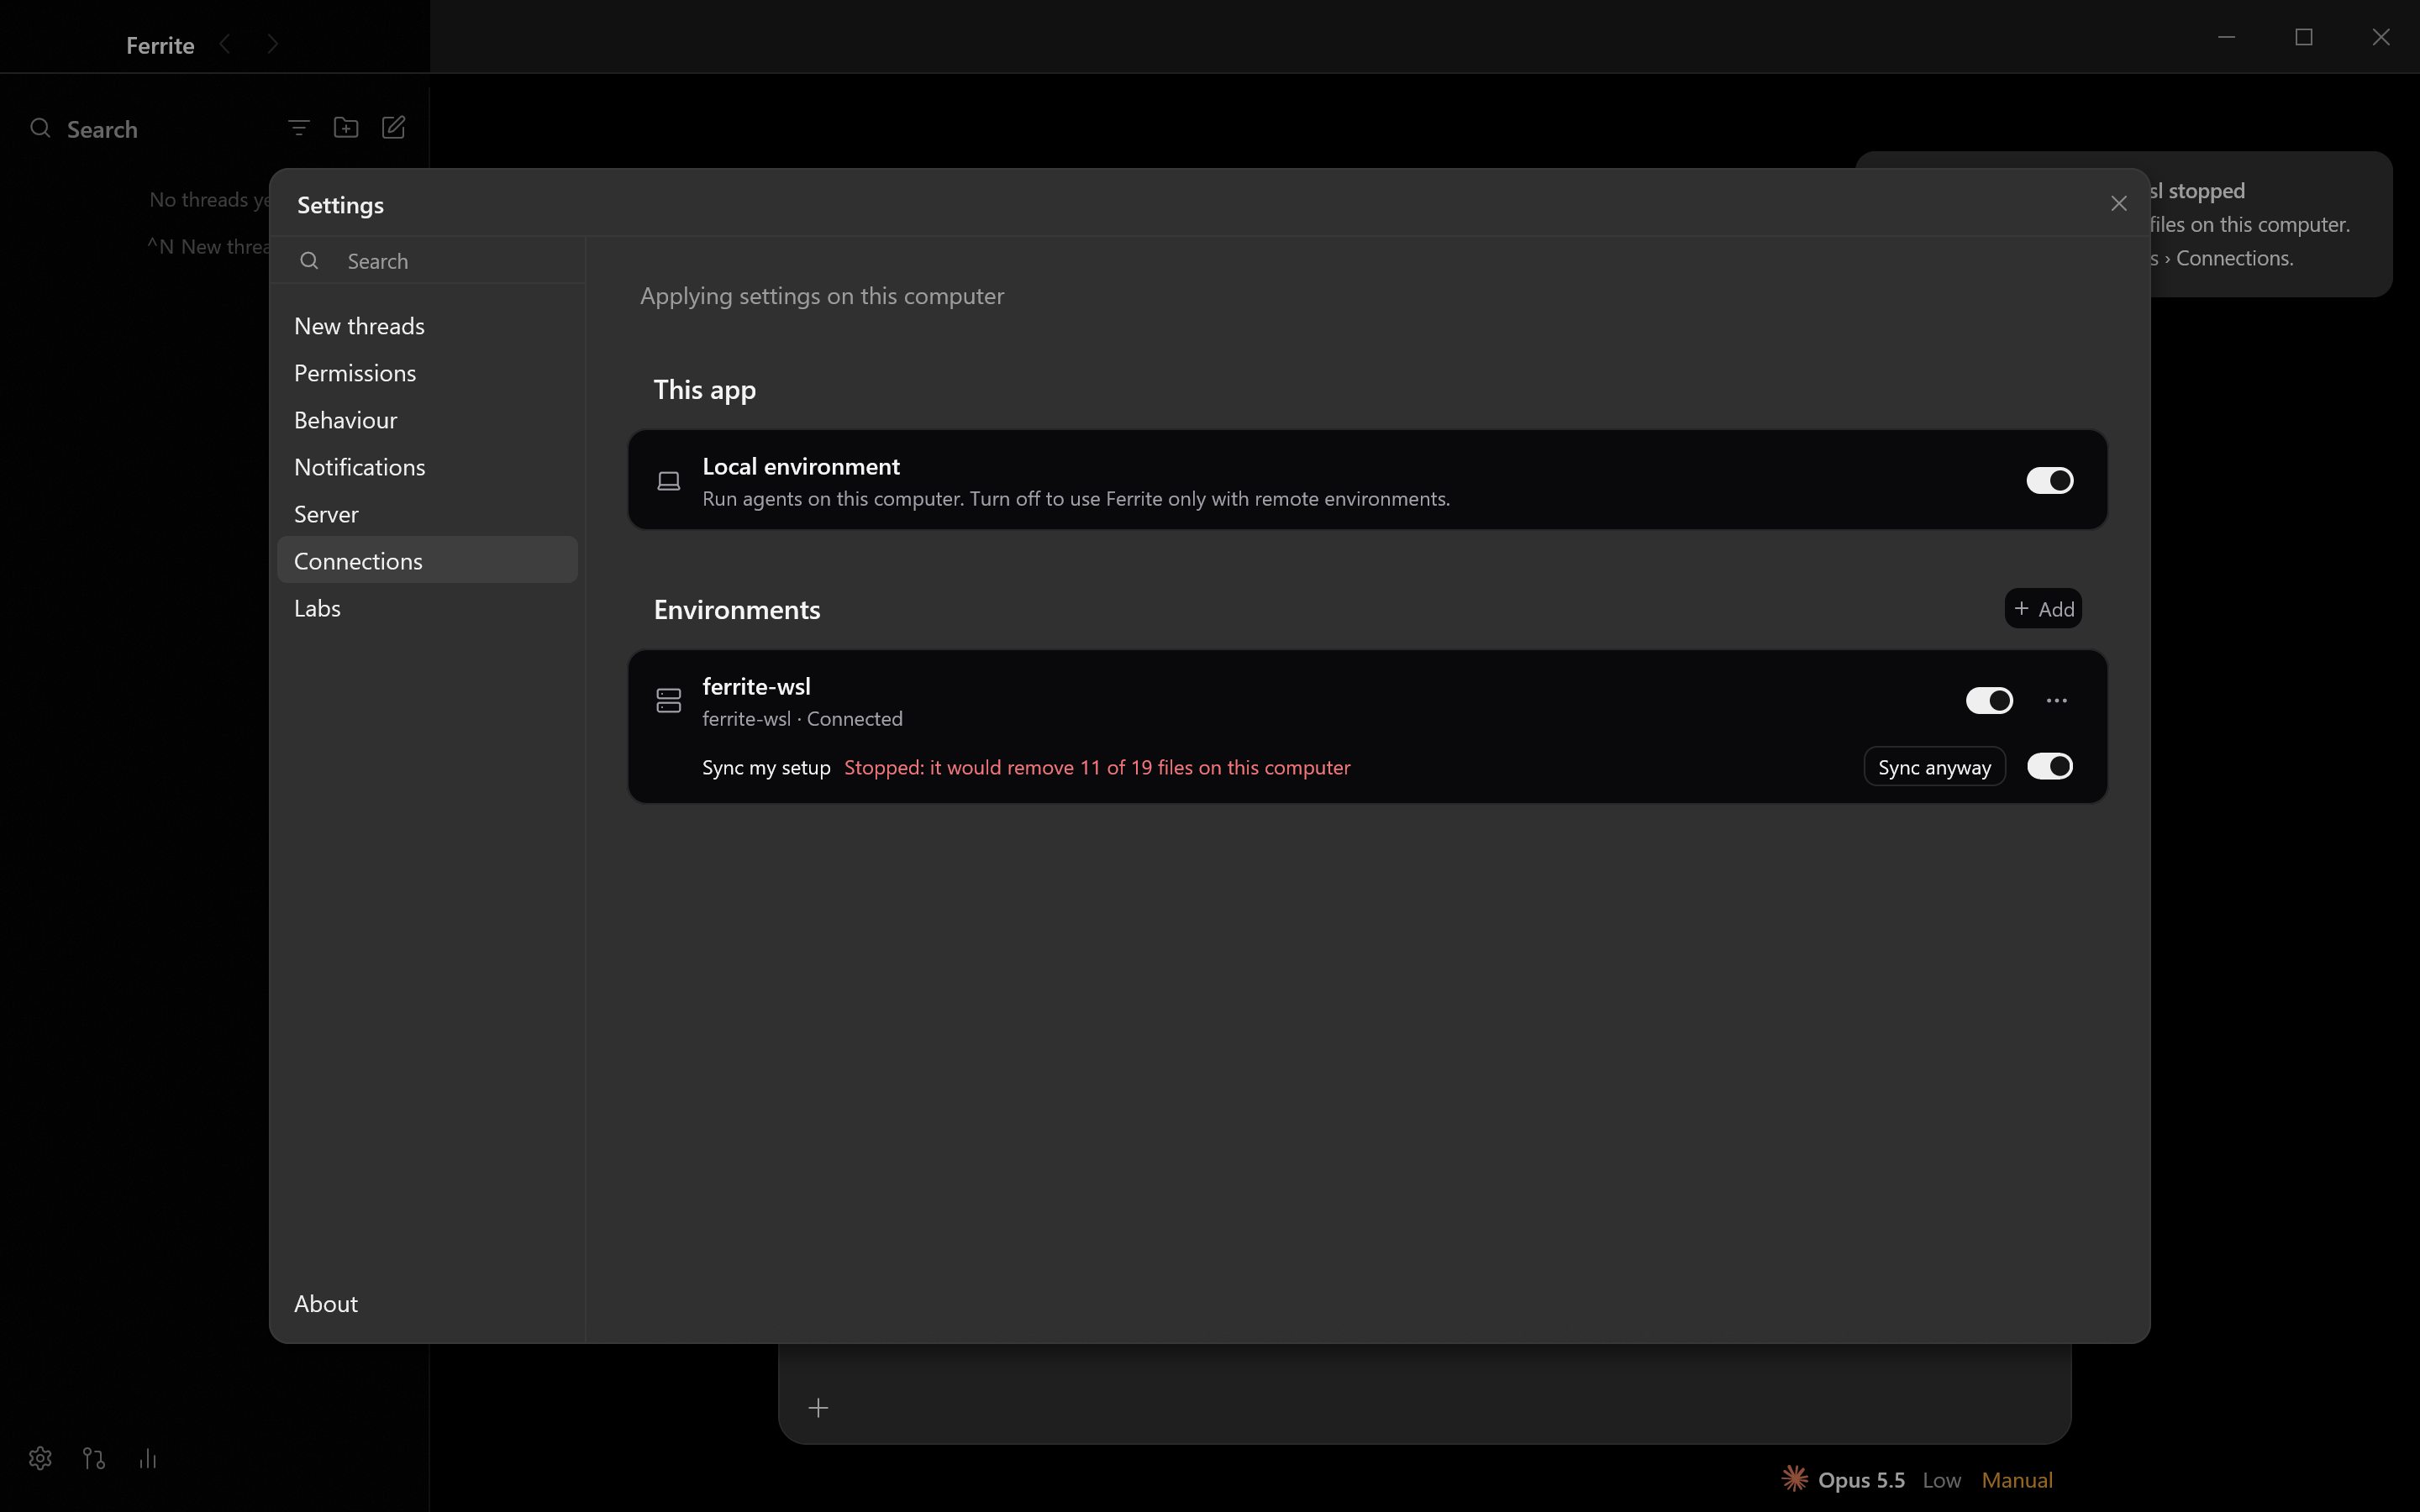 Ferrite
Search
No threads
^N New
stopped
files on this computer.
› Connections.
Settings
Search
New threads
Permissions
Behaviour
Notifications
Server
Connections
Labs
About
Applying settings on this computer
This app
Local environment
Run agents on this computer. Turn off to use Ferrite only with remote environments.
Environments
+ Add
ferrite-wsl
ferrite-wsl · Connected
Sync my setup Stopped: it would remove 11 of 19 files on this computer
Sync anyway
Opus 5.5 Low Manual